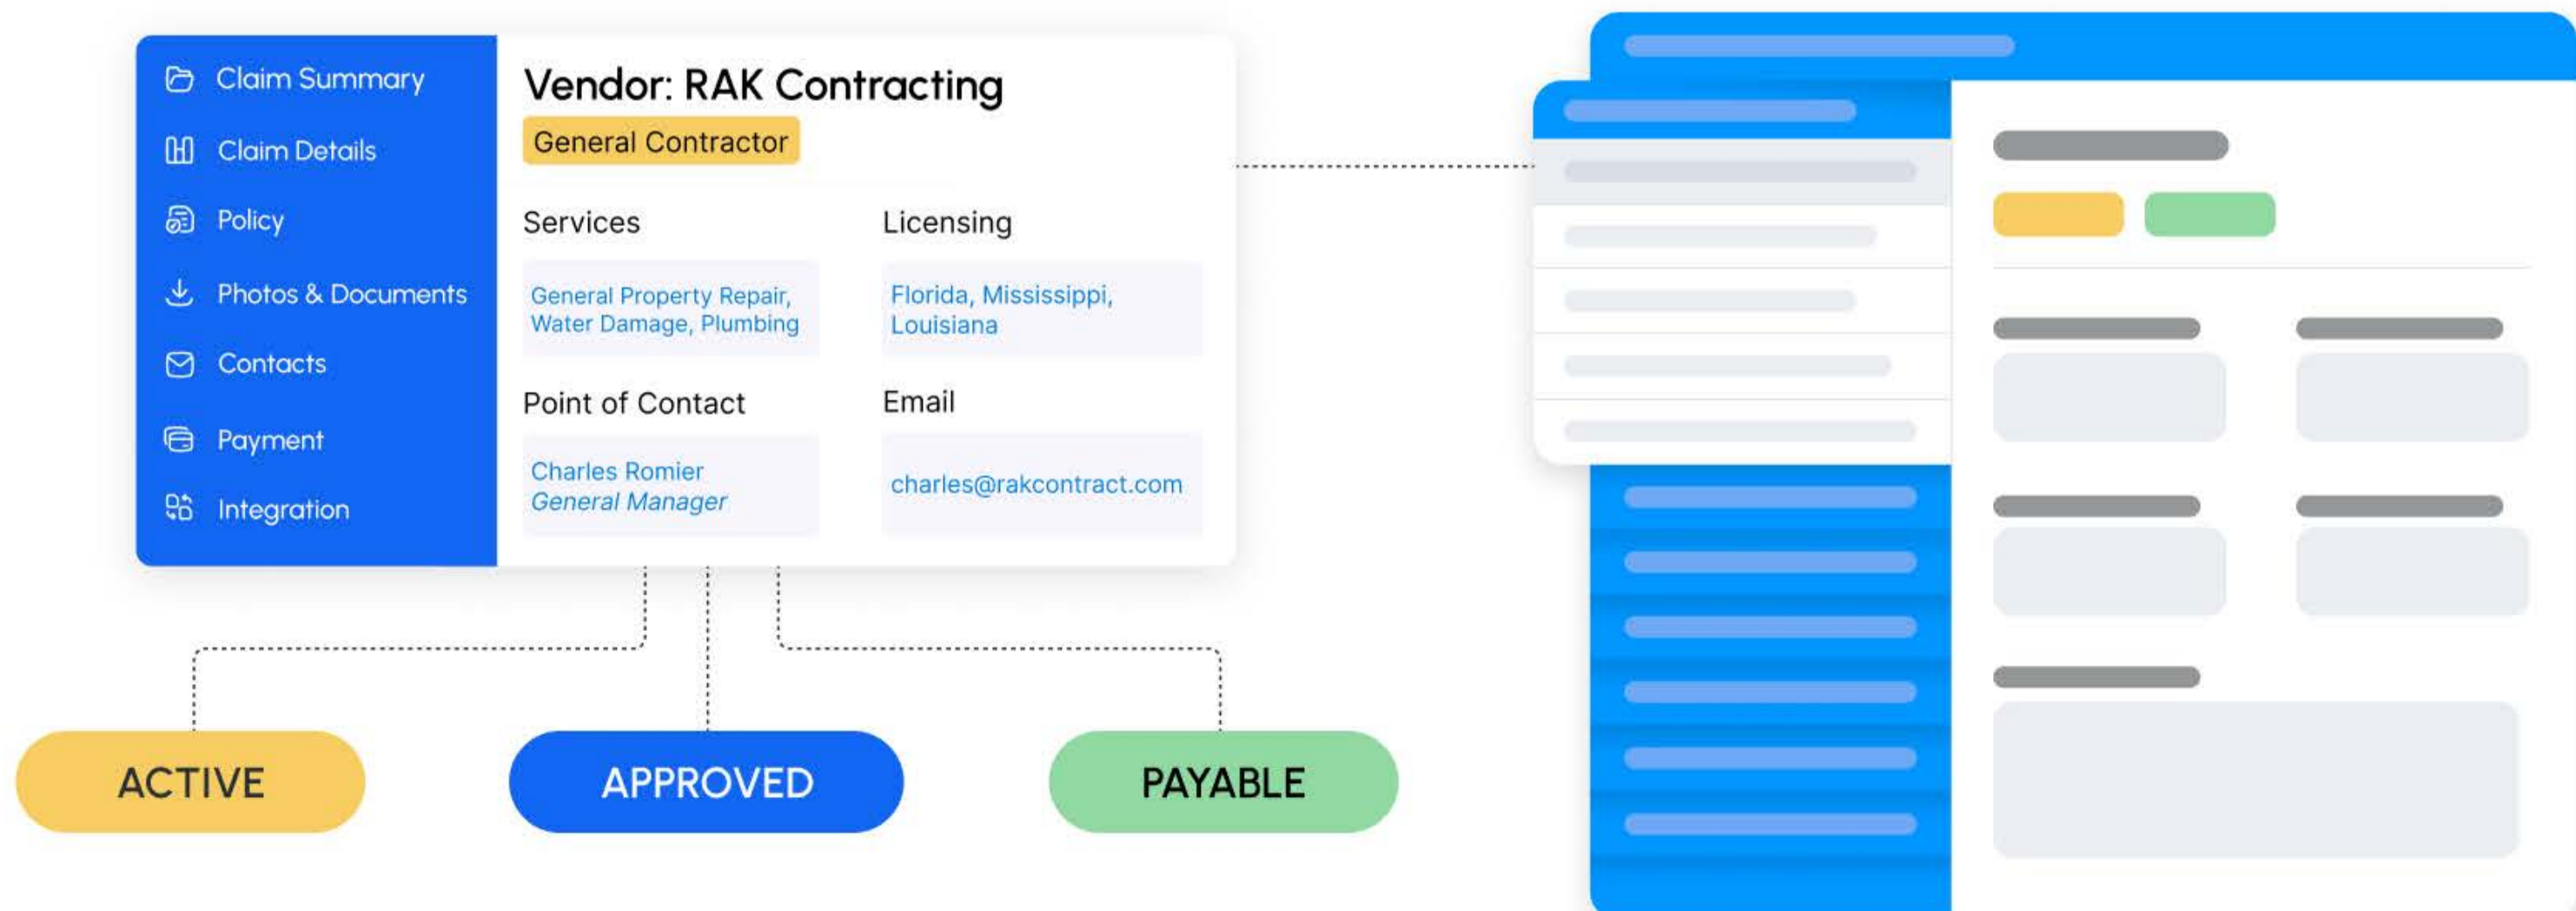 Claim Summary
Claim Details
Policy
Photos & Documents
Contacts
Payment
Integration
Vendor: RAK Contracting
General Contractor
Services
General Property Repair,
Water Damage, Plumbing
Licensing
Florida, Mississippi,
Louisiana
Point of Contact
Charles Romier
General Manager
Email
charles@rakcontract.com
ACTIVE
APPROVED
PAYABLE